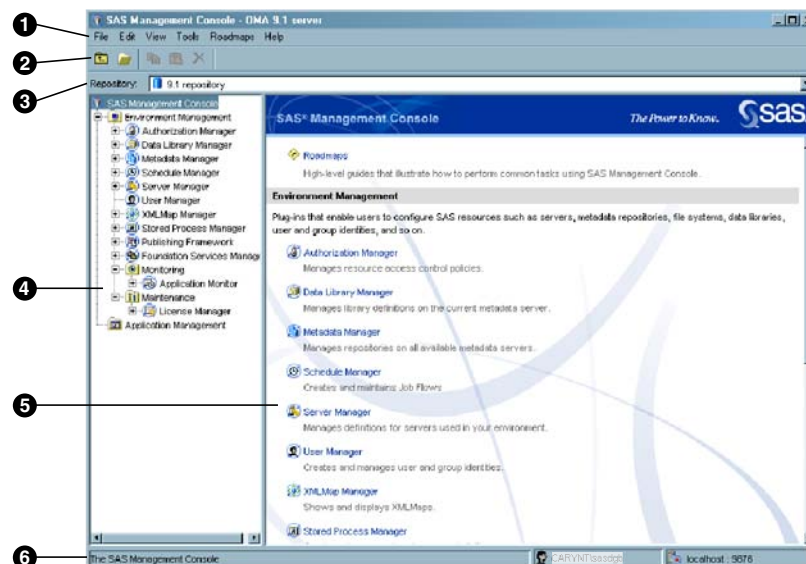 SAS Management Console - OMA 9.1 server
1
File Edit View Tools Roadmaps Help
2
Repository: 9.1 repository
3
SAS Management Console
Environment Management
Authorization Manager
Data Library Manager
Metadata Manager
Schedule Manager
Server Manager
User Manager
XMLMap Manager
Stored Process Manager
Publishing Framework
Foundation Services Manag
Monitoring
Application Monitor
Maintenance
License Manager
Application Management
4
SAS® Management Console The Power to Know. sas
Roadmaps
High-level guides that illustrate how to perform common tasks using SAS Management Console.
Environment Management
Plug-ins that enable users to configure SAS resources such as servers, metadata repositories, file systems, data libraries,
user and group identities, and so on.
Authorization Manager
Manages resource access control policies.
Data Library Manager
Manages library definitions on the current metadata server.
Metadata Manager
Manages repositories on all available metadata servers.
Schedule Manager
Creates and maintains Job Flows
5
Server Manager
Manages definitions for servers used in your environment.
User Manager
Creates and manages user and group identities.
XMLMap Manager
Shows and displays XMLMaps.
Stored Process Manager
6
The SAS Management Console localhost : 9876